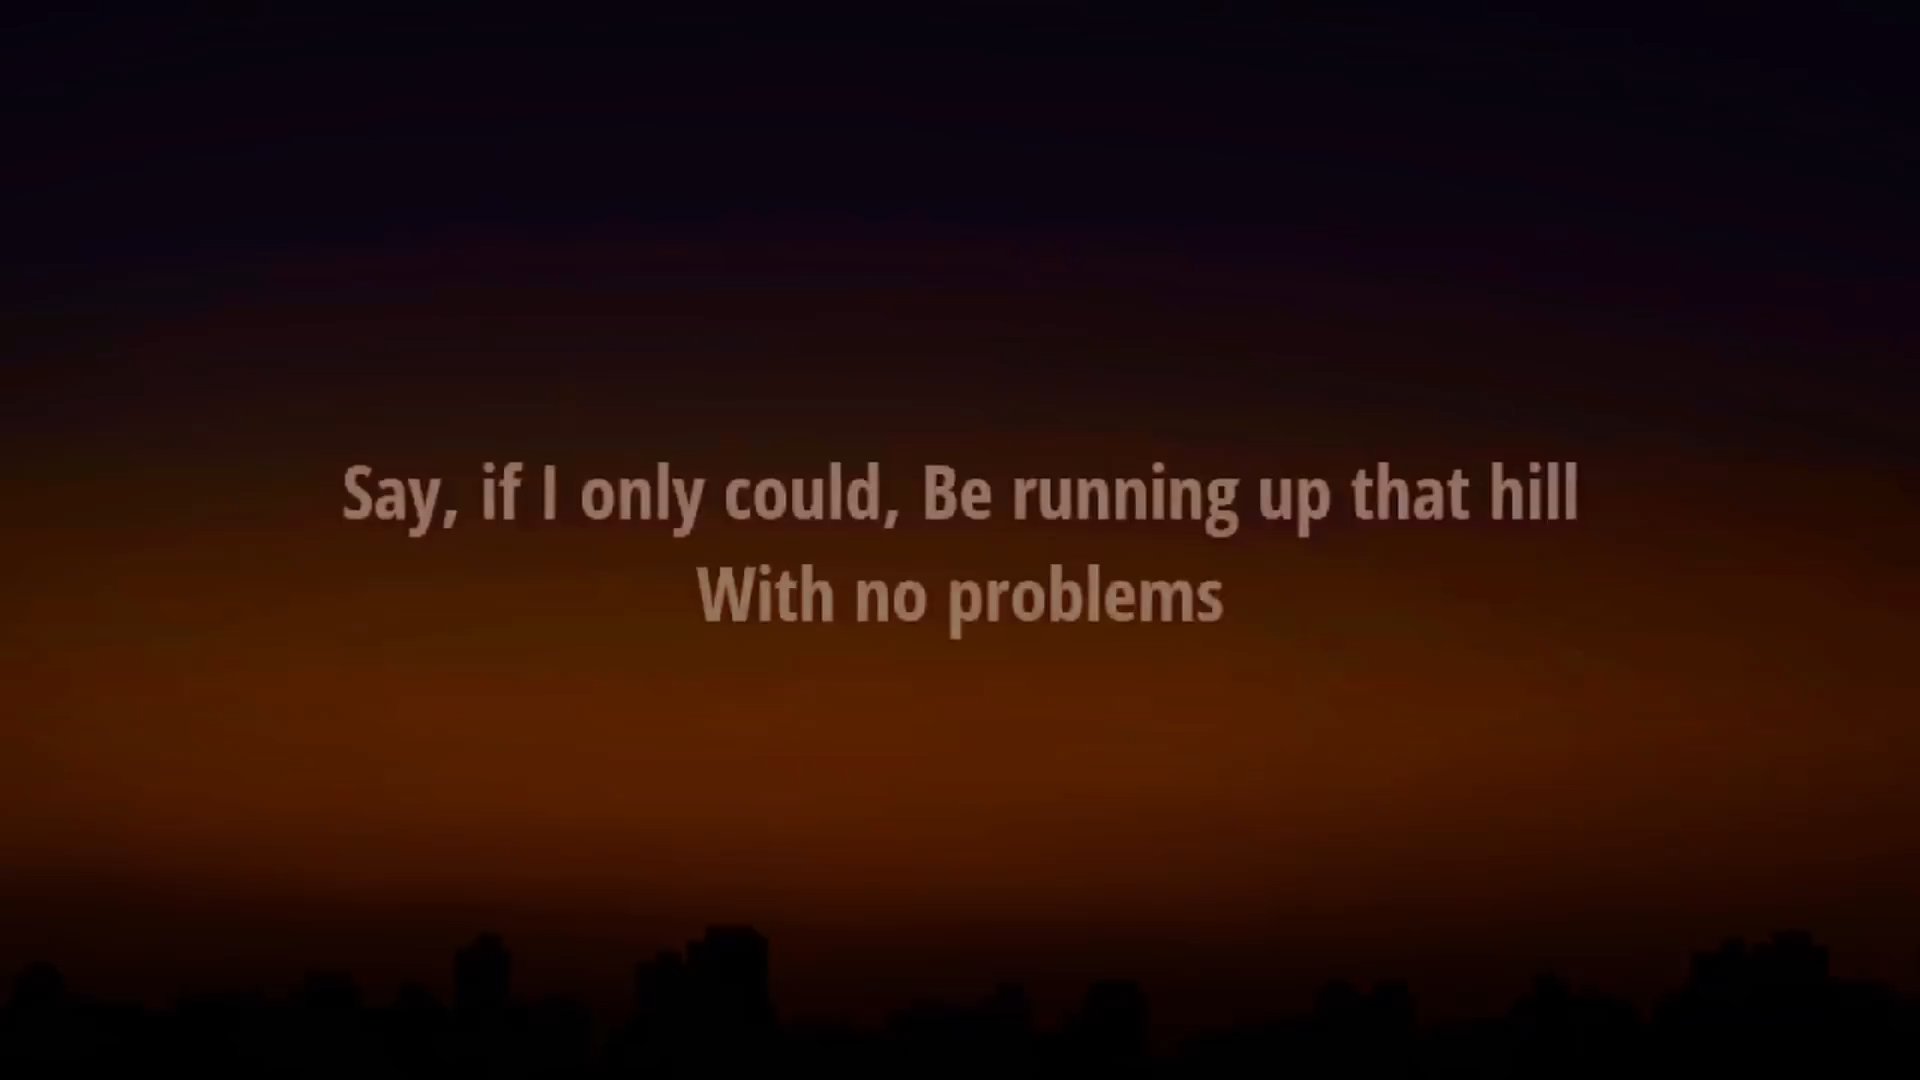 Say, if I only could, Be running up that hill
With no problems